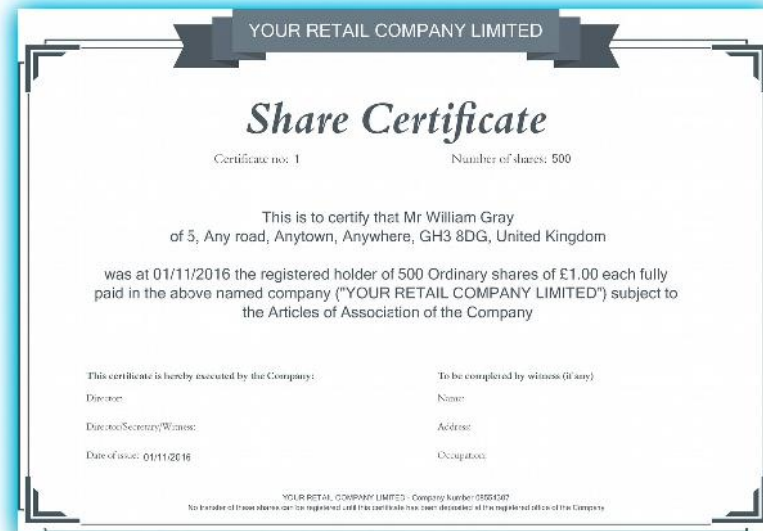 YOUR RETAIL COMPANY LIMITED
Share Certificate
Certificate no: 1 Number of shares: 500
This is to certify that Mr William Gray
of 5, Any road, Anytown, Anywhere, GH3 8DG, United Kingdom
was at 01/11/2016 the registered holder of 500 Ordinary shares of £1.00 each fully
paid in the above named company ("YOUR RETAIL COMPANY LIMITED") subject to
the Articles of Association of the Company
This certificate is hereby executed by the Company: To be completed by witness (if any)
Director: Name:
Director/Secretary/Witness: Address:
Date of issue: 01/11/2016 Occupation:
YOUR RETAIL COMPANY LIMITED - Company Number
No transfer of these shares can be registered until this certificate has been deposited at the registered office of the Company